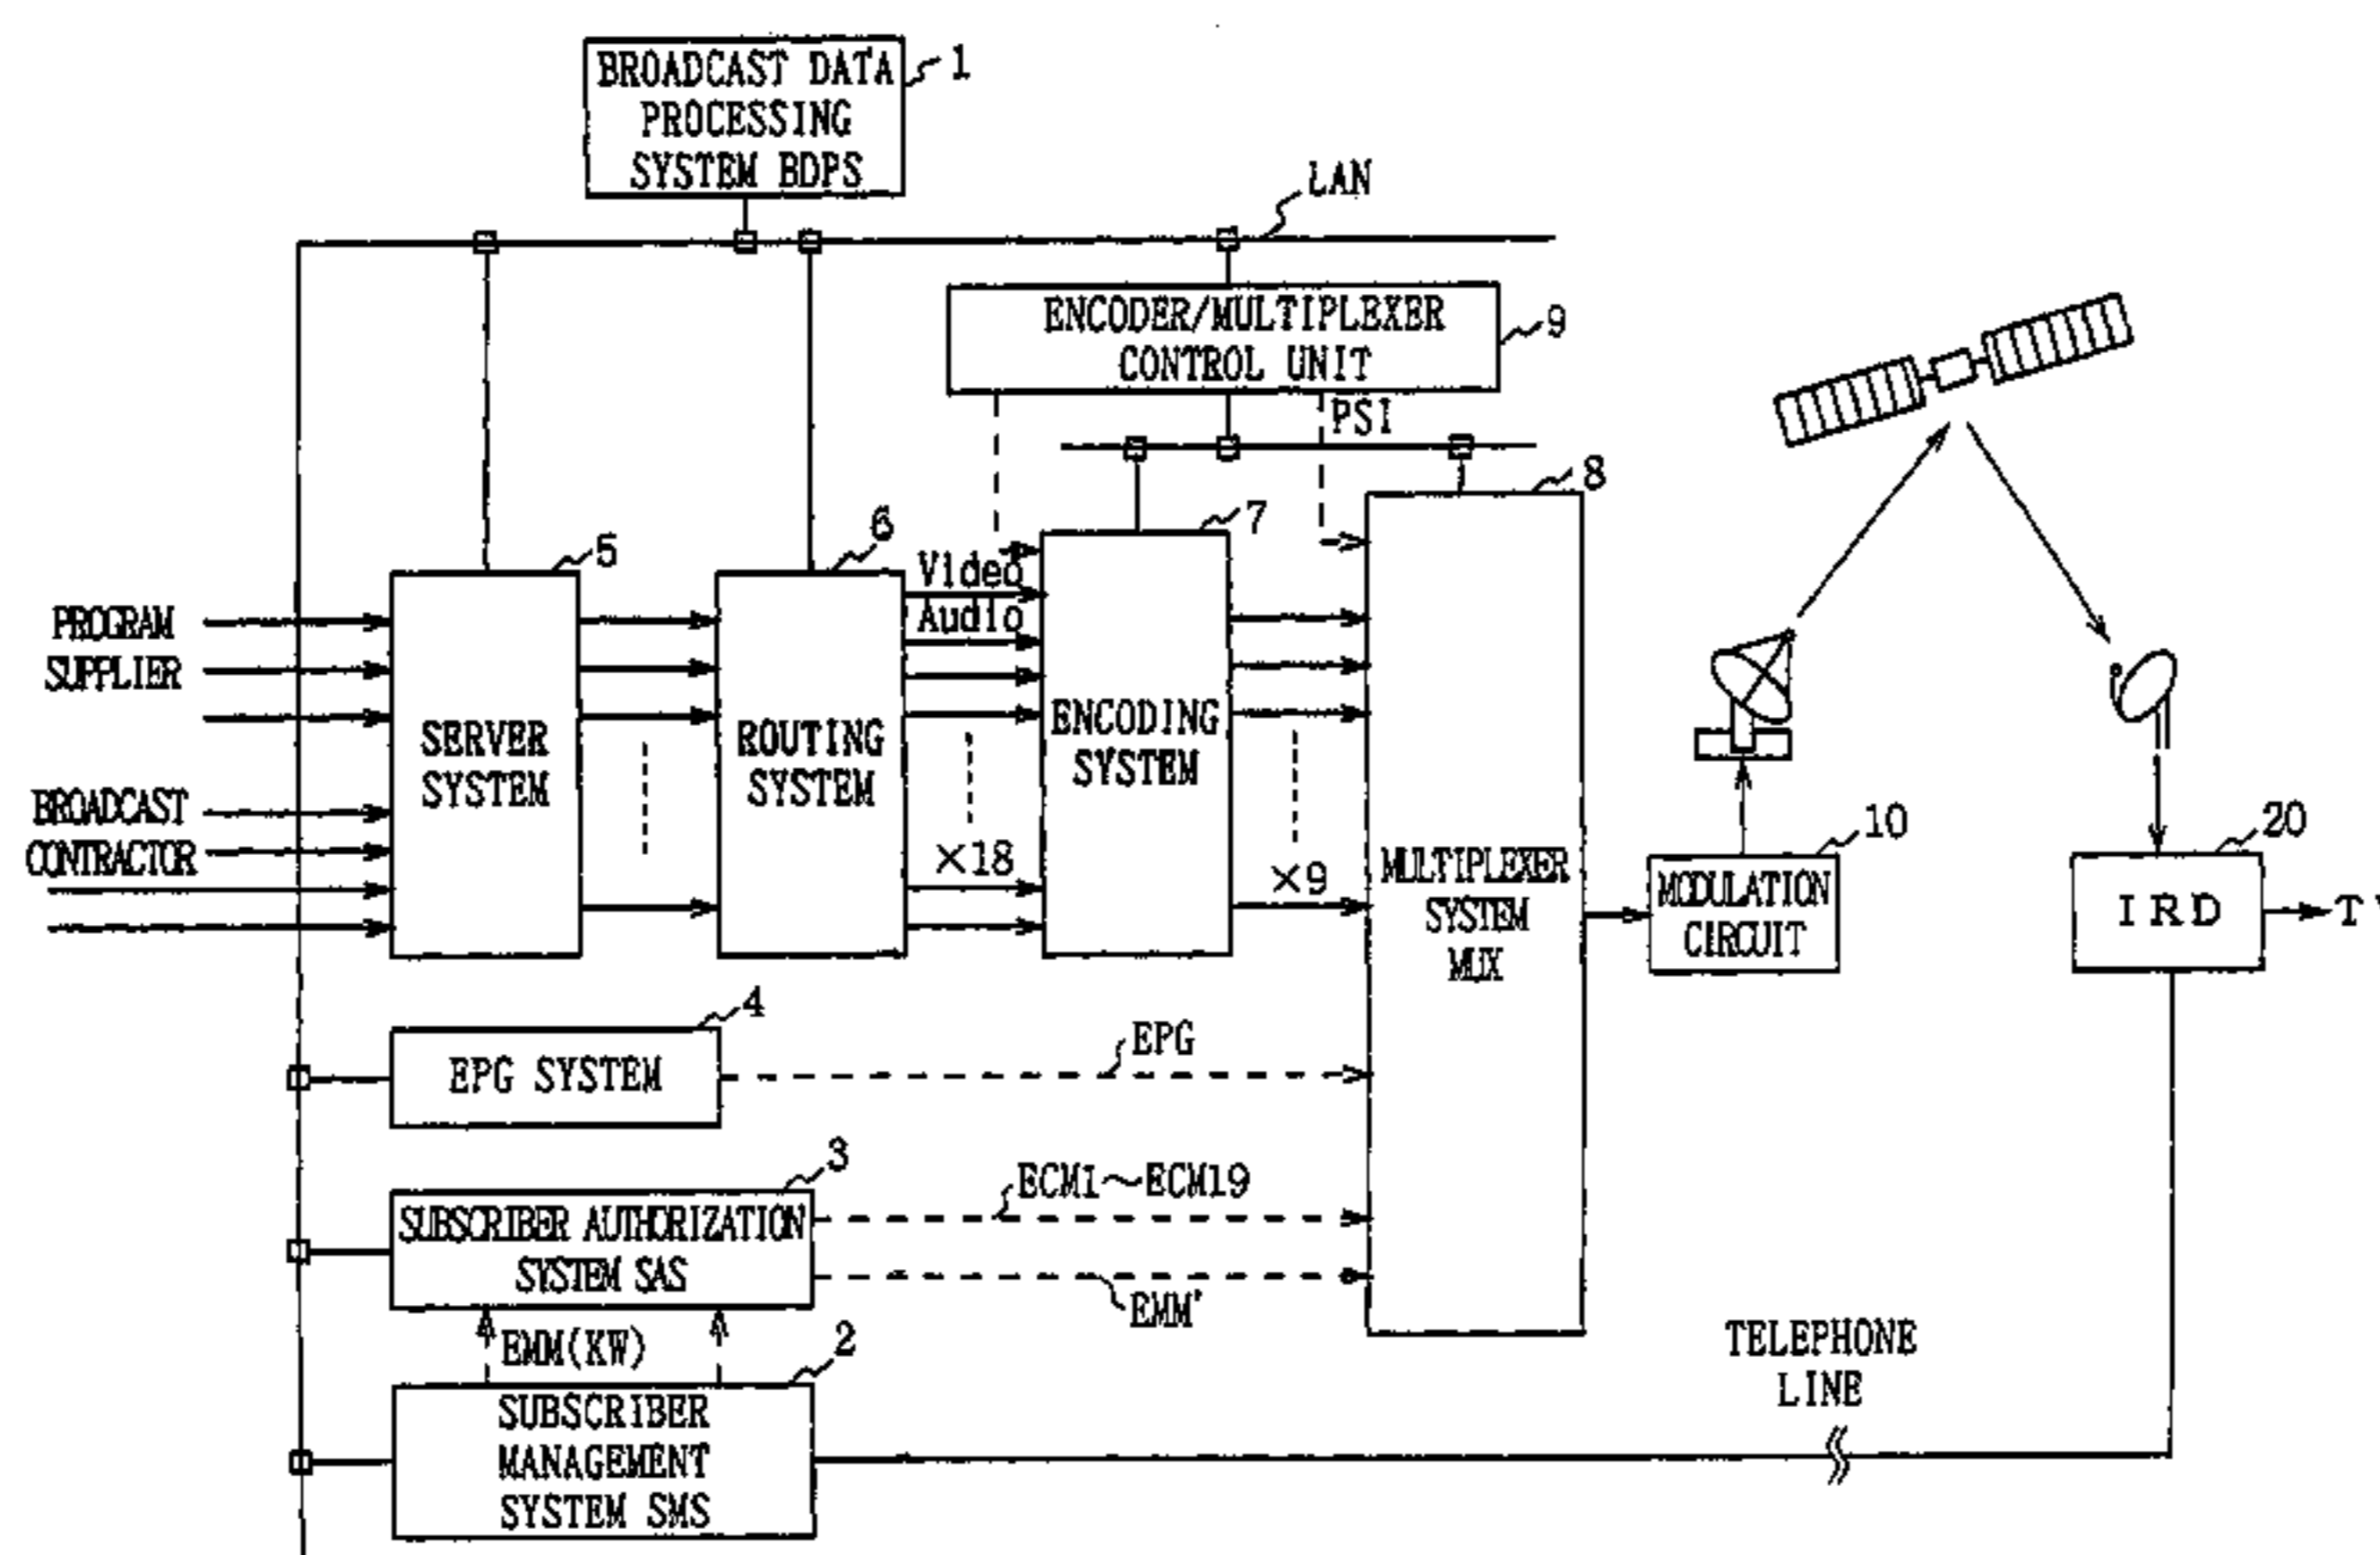 BROADCAST DATA
PROCESSING
SYSTEM BDPS
1
LAN
ENCODER/MULTIPLEXER
CONTROL UNIT
9
PSI
8
7
6
5
Video
Audio
PROGRAM
SUPPLIER
SERVER
SYSTEM
ROUTING
SYSTEM
ENCODING
SYSTEM
BROADCAST
CONTRACTOR
×18
×9
MULTIPLEXER
SYSTEM
MUX
10
MODULATION
CIRCUIT
20
IRD
4
EPG SYSTEM
EPG
3
SUBSCRIBER AUTHORIZATION
SYSTEM SAS
ECM1~ECM19
EMM'
EMM(KW)
2
SUBSCRIBER
MANAGEMENT
SYSTEM SMS
TELEPHONE
LINE